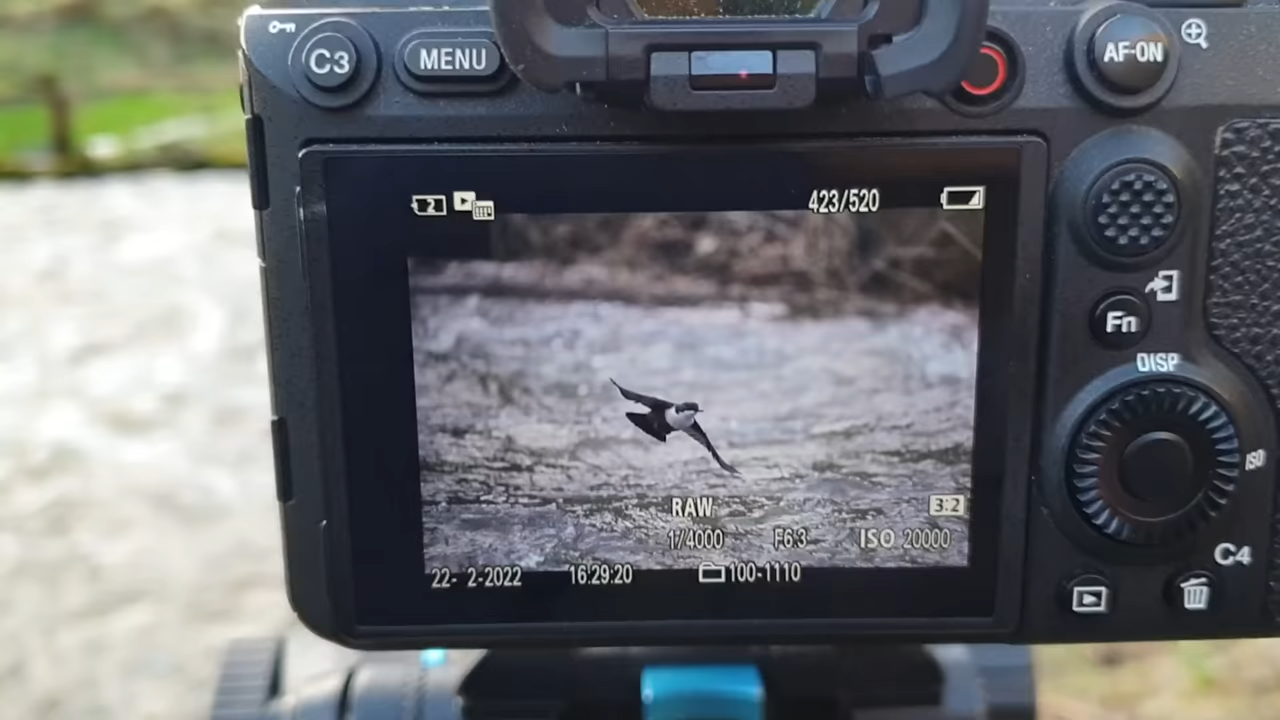 C3
MENU
AF-ON
2
423/520
Fn
DISP
RAW
3:2
1/4000 F6.3 ISO 20000
ISO
22- 2-2022 16:29:20 100-1110
C4